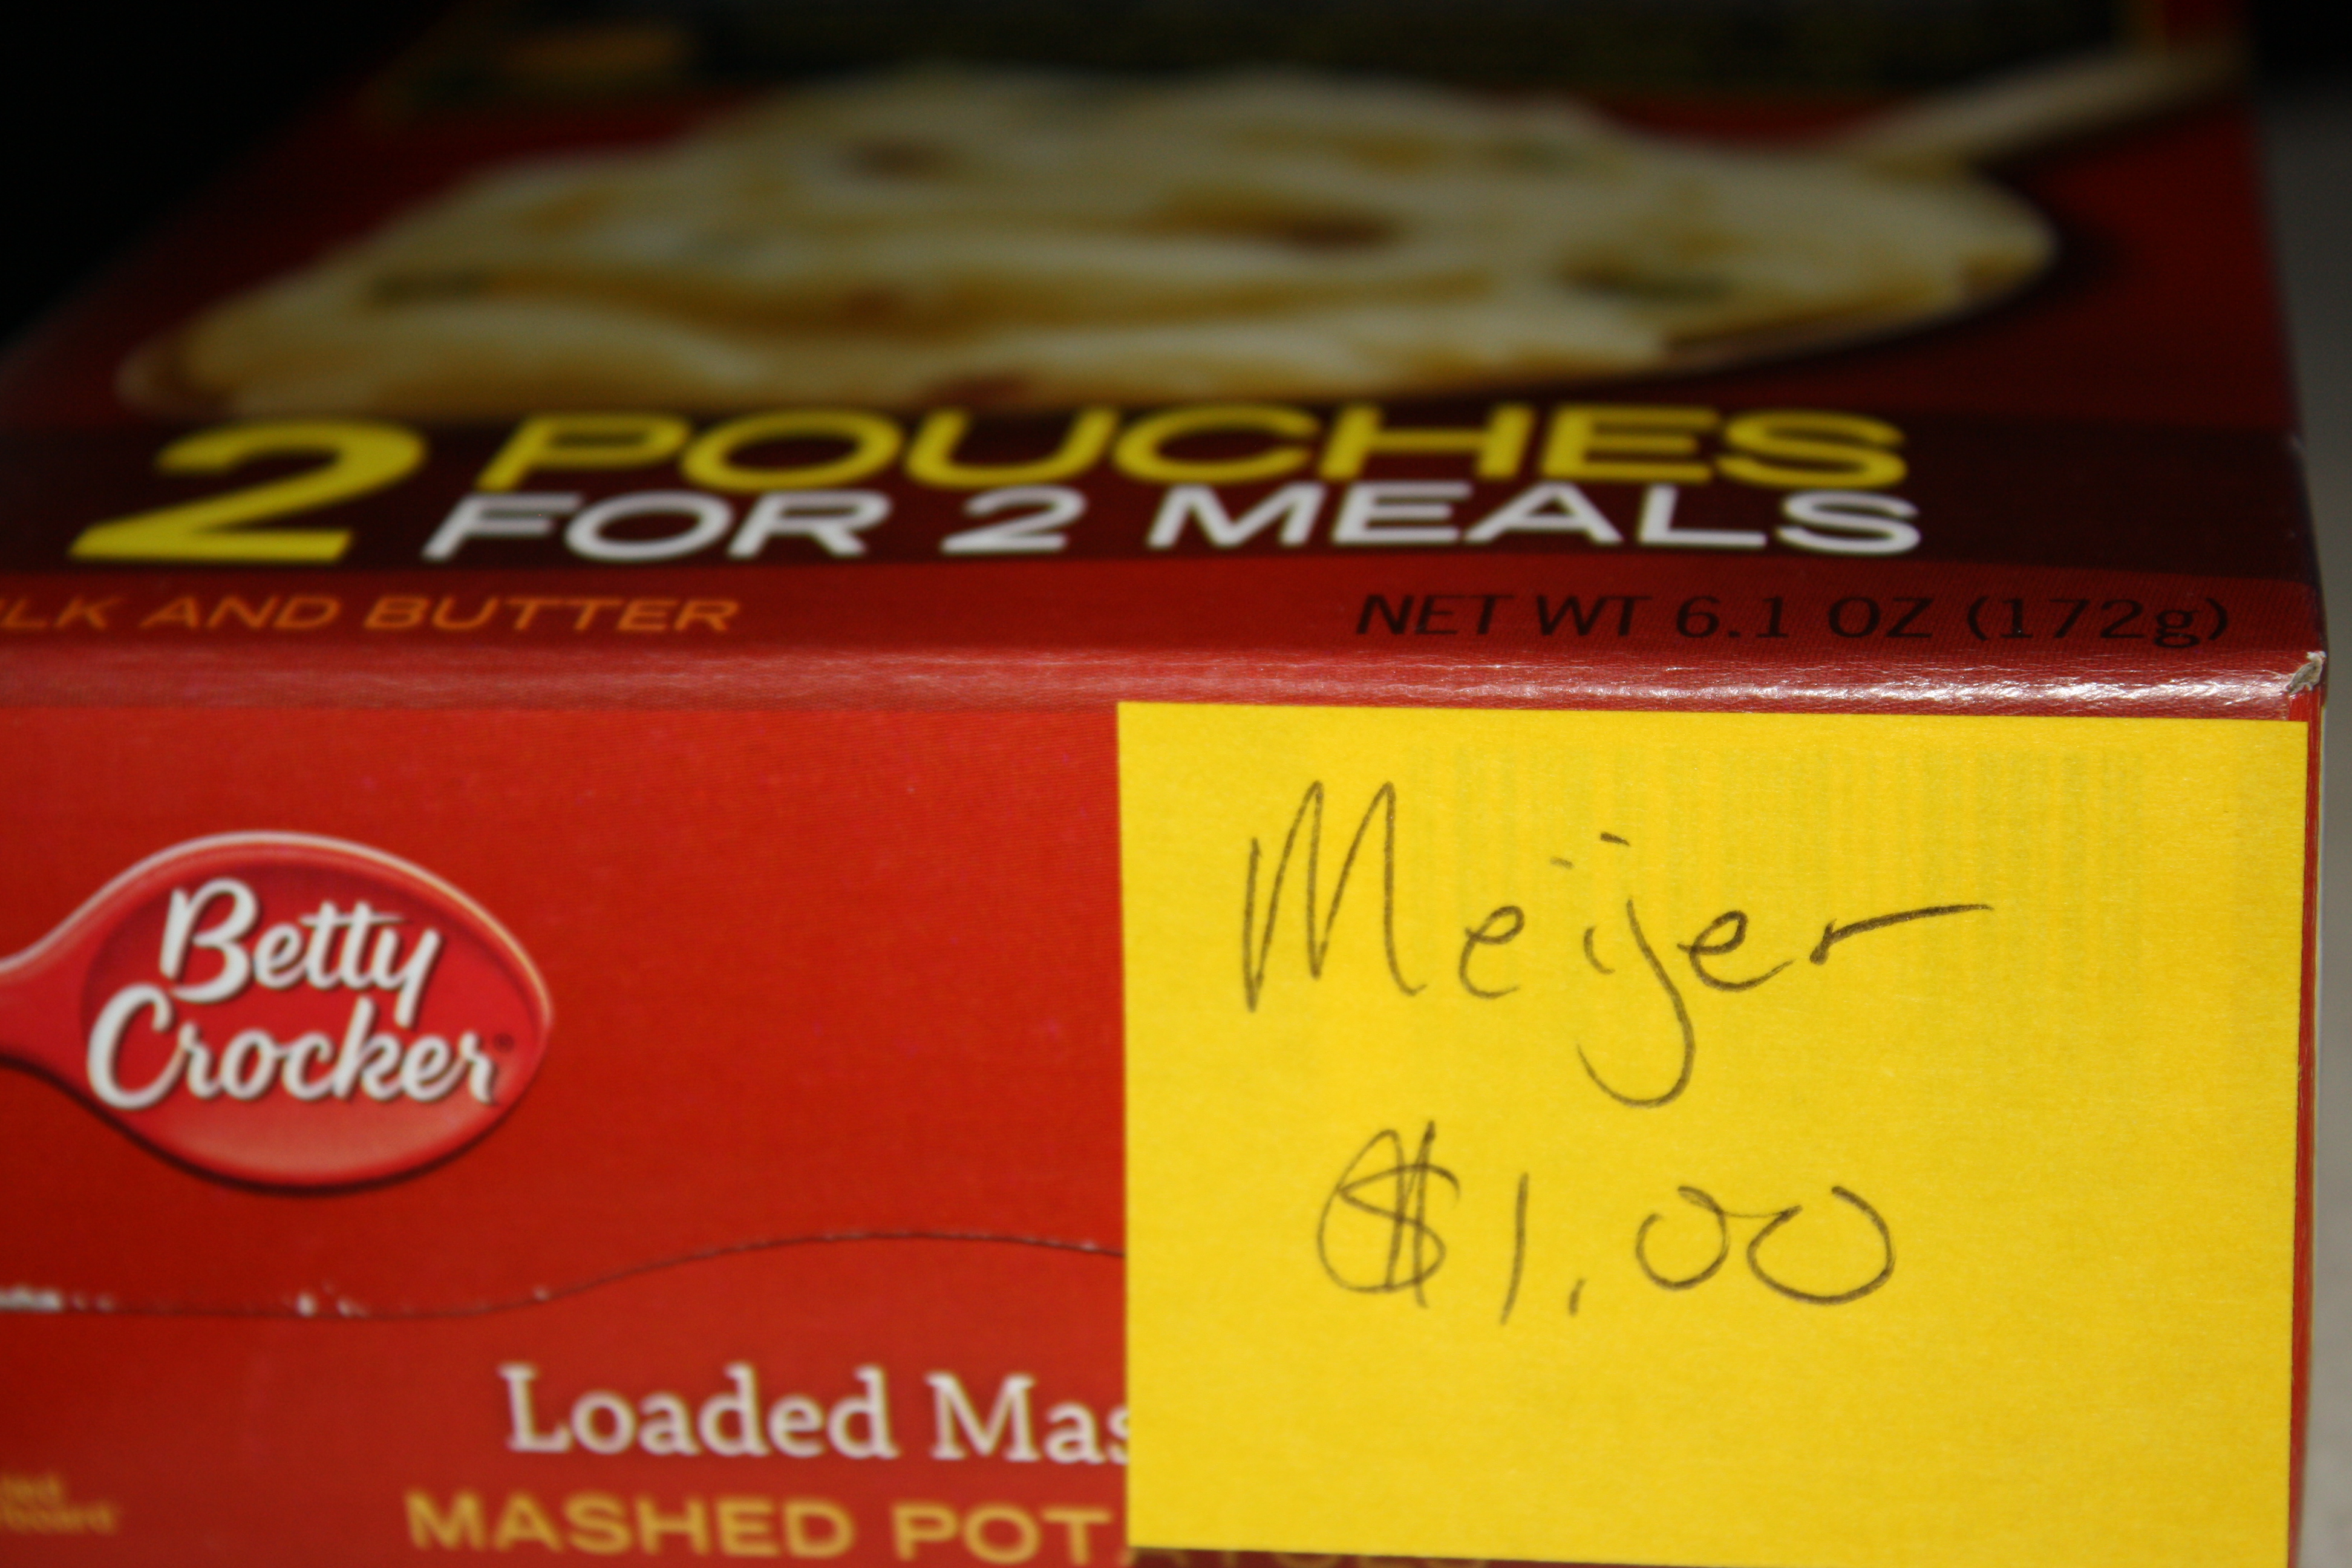 2 POUCHES
FOR 2 MEALS
LK AND BUTTER
NET WT 6.1 OZ (172g)
Betty
Crocker®
Meijer
$1.00
Loaded Mas
MASHED POT